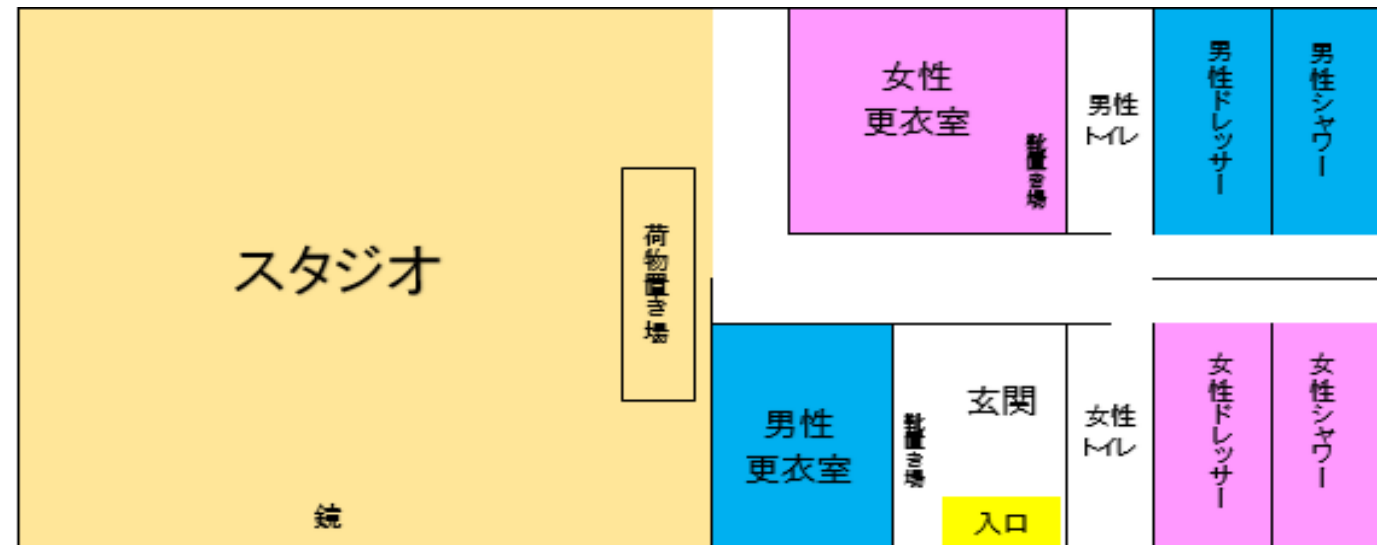 スタジオ
荷物置き場
鏡
女性
更衣室
靴置き場
男性
トイレ
男性ドレッサー
男性シャワー
男性
更衣室
靴置き場
玄関
入口
女性
トイレ
女性ドレッサー
女性シャワー